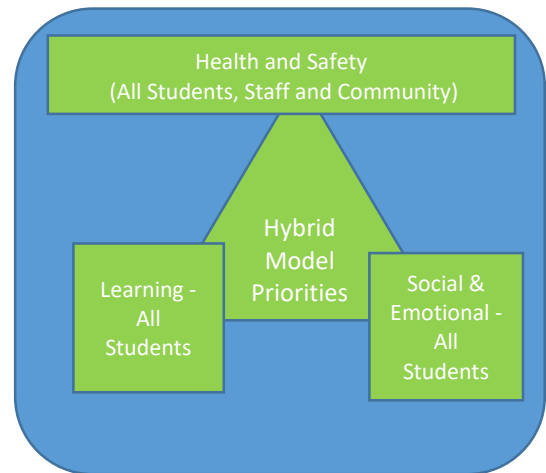 Health and Safety
(All Students, Staff and Community)
Hybrid
Model
Priorities
Learning -
All
Students
Social &
Emotional -
All
Students